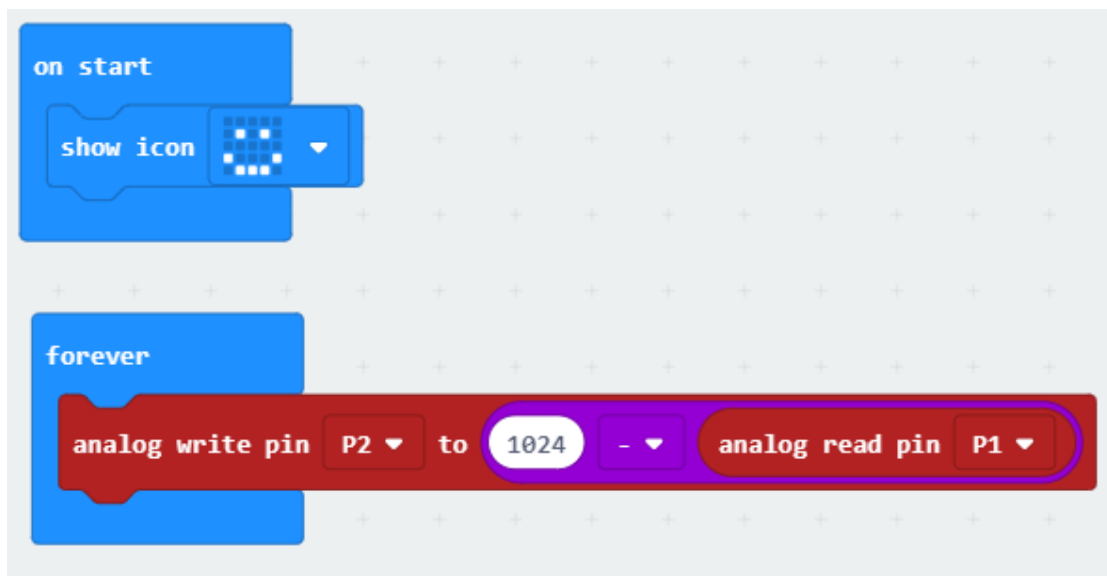 on start
show icon
forever
analog write pin P2 to 1024 - analog read pin P1